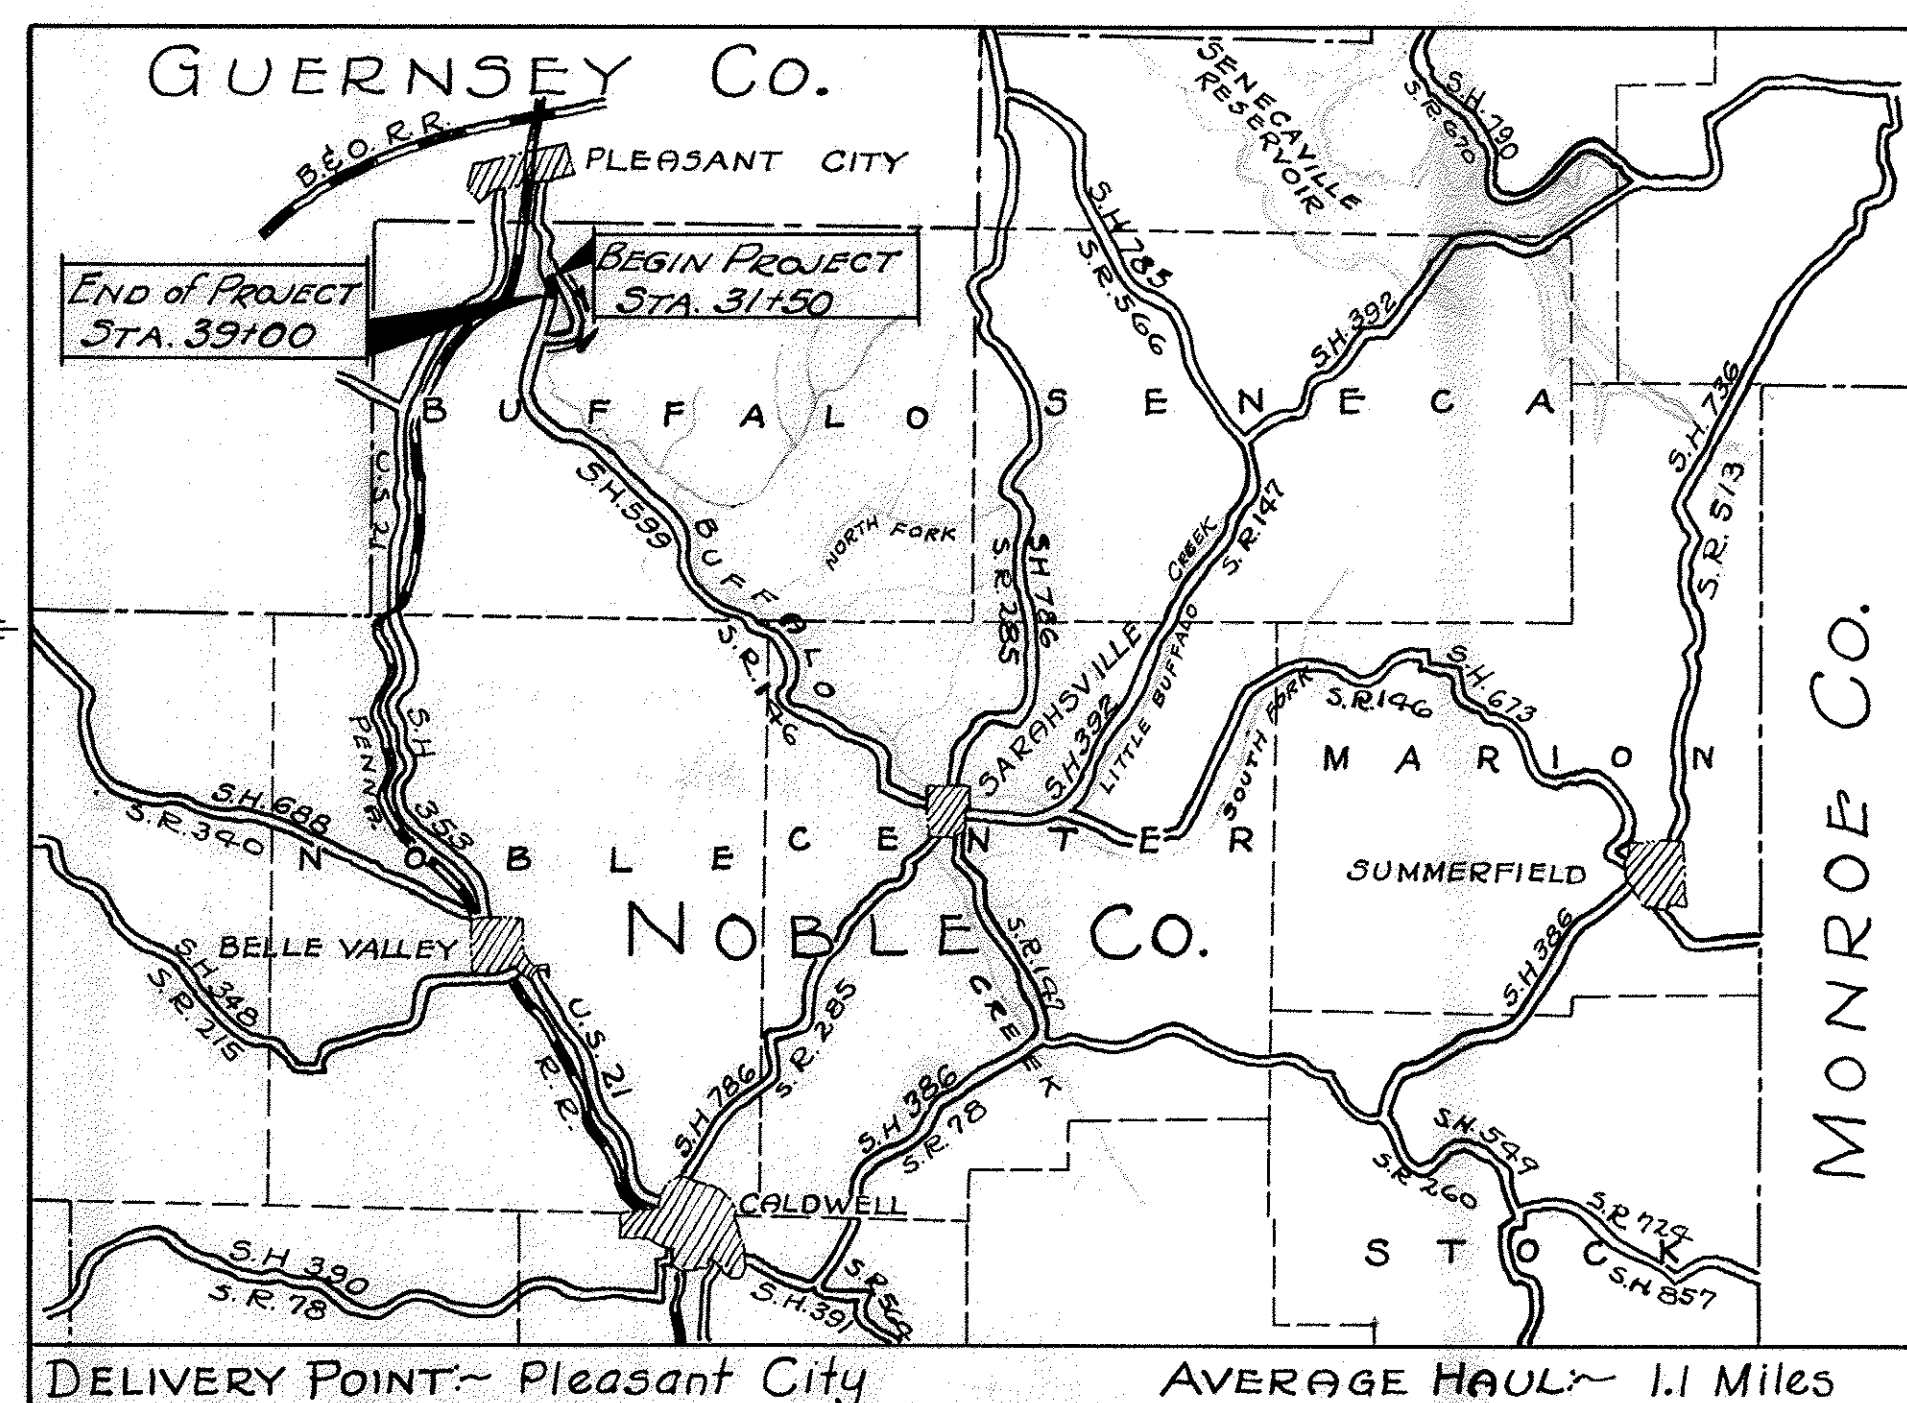 GUERNSEY CO.
B.&O. R.R.
PLEASANT CITY
SENECAVILLE
RESERVOIR
S.H. 790
S.R. 670
END of PROJECT
STA. 39+00
BEGIN PROJECT
STA. 31+50
S.H. 785
S.R. 566
S.H. 392
BUFFALO
SENECA
S.H. 736
S.R. 513
U.S. 21
S.H. 599
BUFFALO
NORTH FORK
S.H. 786
S.R. 285
CREEK
S.R. 147
S.R. 146
SARAHSVILLE
S.H. 392
LITTLE BUFFALO
SOUTH FORK
S.R. 146
S.H. 673
MARION
MONROE CO.
PENNA.
S.H.
353
S.H. 688
S.R. 340
NOBLE
CENTER
SUMMERFIELD
BELLE VALLEY
NOBLE CO.
S.H. 348
S.R. 215
U.S. 21
R.R.
S.R. 147
CREEK
S.H. 386
S.H. 786
S.R. 285
S.H. 386
S.R. 78
S.H. 549
S.R. 260
CALDWELL
S.R. 724
STOCK
S.H. 857
S.H. 390
S.R. 78
S.H. 391
S.R. 564
DELIVERY POINT:~ Pleasant City
AVERAGE HAUL:~ 1.1 Miles